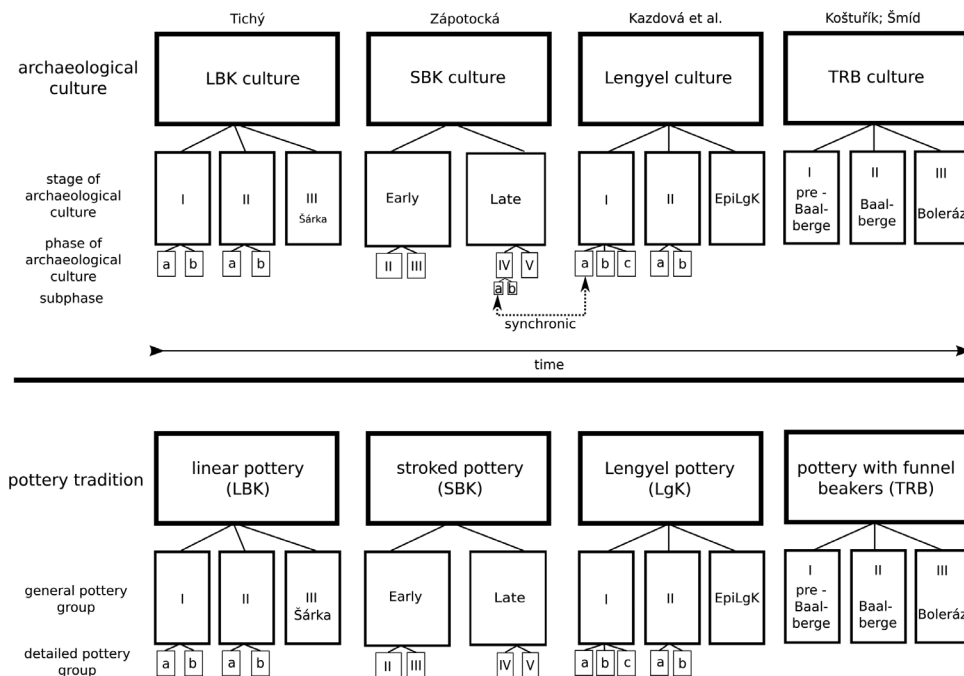 Tichý
Zápotocká
Kazdová et al.
Koštuřík; Šmíd
archaeological
culture
LBK culture
SBK culture
Lengyel culture
TRB culture
stage of
archaeological
culture
I
II
III
Šárka
Early
Late
I
II
EpiLgK
I
pre -
Baal-
berge
II
Baal-
berge
III
Boleráz
phase of
archaeological
culture
a
b
a
b
II
III
IV
V
a
b
c
a
b
subphase
a
b
synchronic
time
pottery tradition
linear pottery
(LBK)
stroked pottery
(SBK)
Lengyel pottery
(LgK)
pottery with funnel
beakers (TRB)
general pottery
group
I
II
III
Šárka
Early
Late
I
II
EpiLgK
I
pre -
Baal-
berge
II
Baal-
berge
III
Boleráz
detailed pottery
group
a
b
a
b
II
III
IV
V
a
b
c
a
b